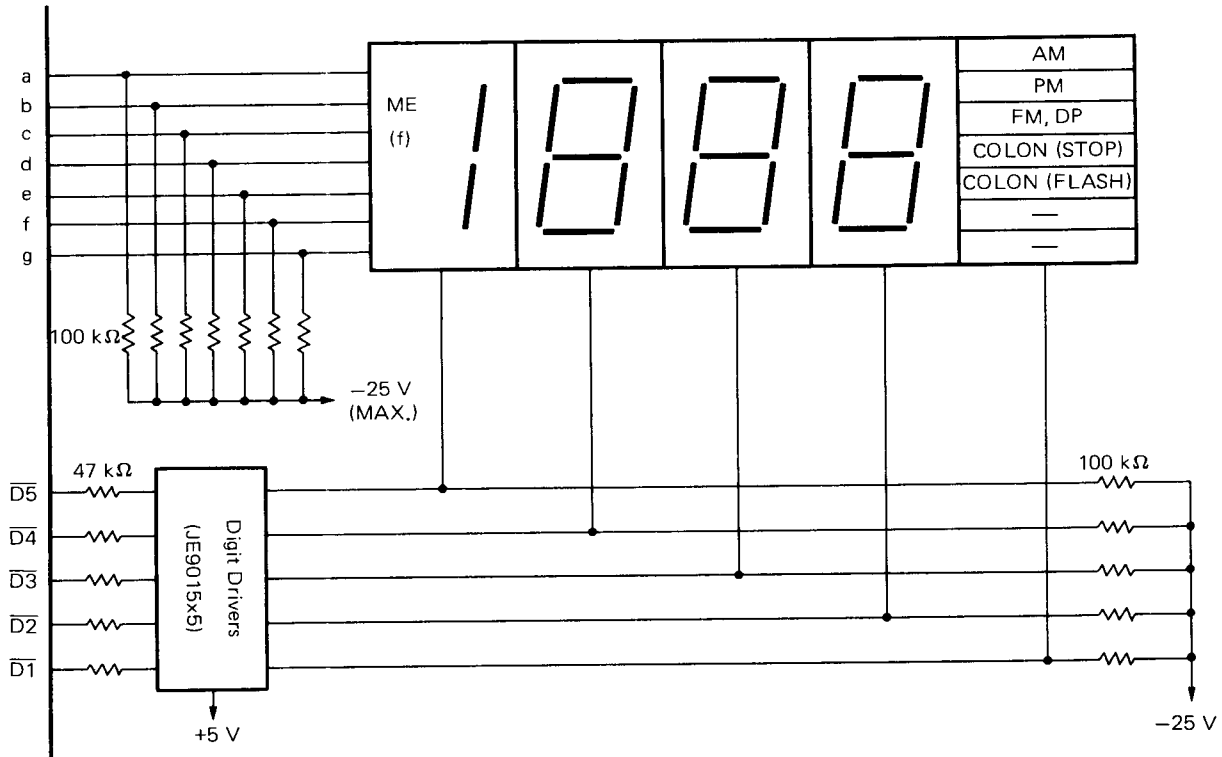 a
b
c
d
e
f
g
ME
(f)
AM
PM
FM, DP
COLON (STOP)
COLON (FLASH)
—
—
100 kΩ
−25 V
(MAX.)
47 kΩ
100 kΩ
D5
D4
D3
D2
D1
Digit Drivers
(JE9015x5)
+5 V
−25 V